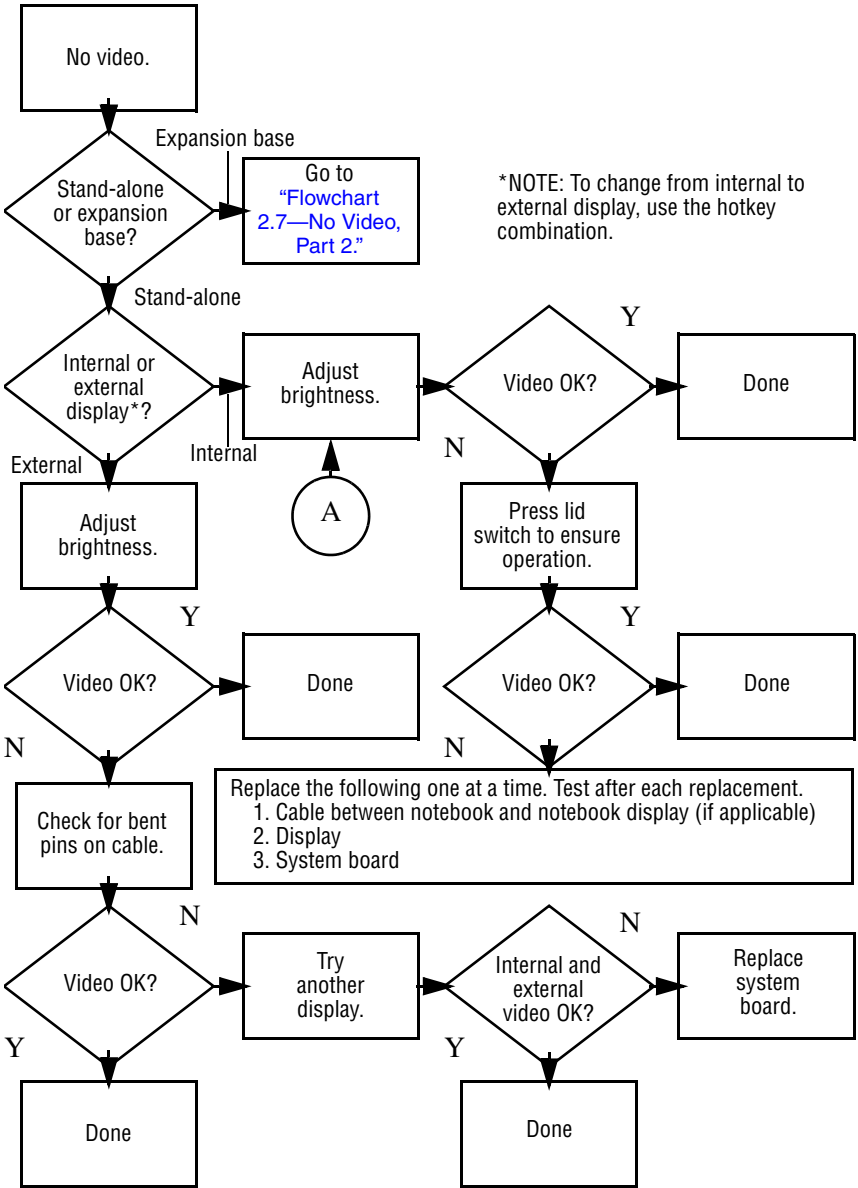 No video.
Expansion base
Stand-alone
or expansion
base?
Go to
“Flowchart
2.7—No Video,
Part 2.”
*NOTE: To change from internal to
external display, use the hotkey
combination.
Stand-alone
Internal or
external
display*?
Internal
External
Adjust
brightness.
A
Video OK?
Y
N
Done
Press lid
switch to ensure
operation.
Video OK?
Y
N
Done
Replace the following one at a time. Test after each replacement.
1. Cable between notebook and notebook display (if applicable)
2. Display
3. System board
Adjust
brightness.
Video OK?
Y
N
Done
Check for bent
pins on cable.
Video OK?
N
Y
Try
another
display.
Internal and
external
video OK?
N
Y
Replace
system
board.
Done
Done